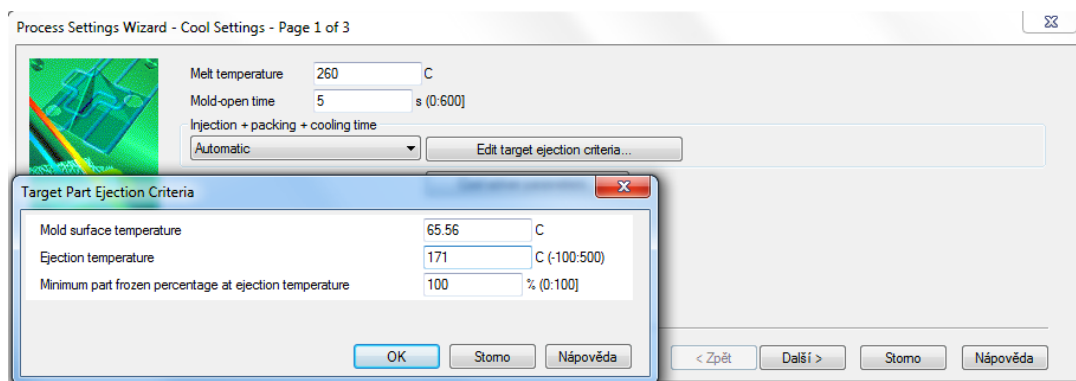 Process Settings Wizard - Cool Settings - Page 1 of 3
Melt temperature 260 C
Mold-open time 5 s (0:600]
Injection + packing + cooling time
Automatic Edit target ejection criteria...
Target Part Ejection Criteria
Mold surface temperature 65.56 C
Ejection temperature 171 C (-100:500)
Minimum part frozen percentage at ejection temperature 100 % (0:100]
OK Storno Nápověda
< Zpět Další > Storno Nápověda